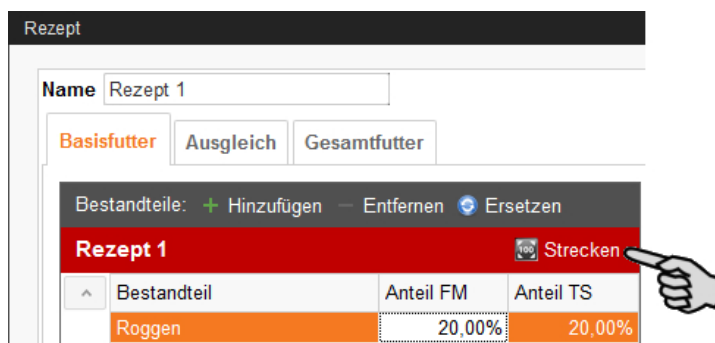 Rezept
Name Rezept 1
Basisfutter Ausgleich Gesamtfutter
Bestandteile: + Hinzufügen − Entfernen Ersetzen
Rezept 1 100 Strecken
Bestandteil Anteil FM Anteil TS
Roggen 20,00% 20,00%